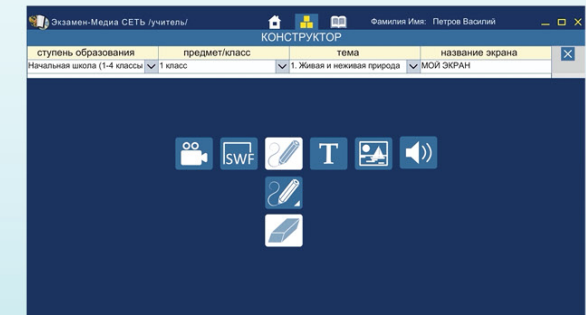 Экзамен-Медиа СЕТЬ /учитель/ Фамилия Имя: Петров Василий
КОНСТРУКТОР
ступень образования предмет/класс тема название экрана
Начальная школа (1-4 классы 1 класс 1. Живая и неживая природа МОЙ ЭКРАН
SWF T